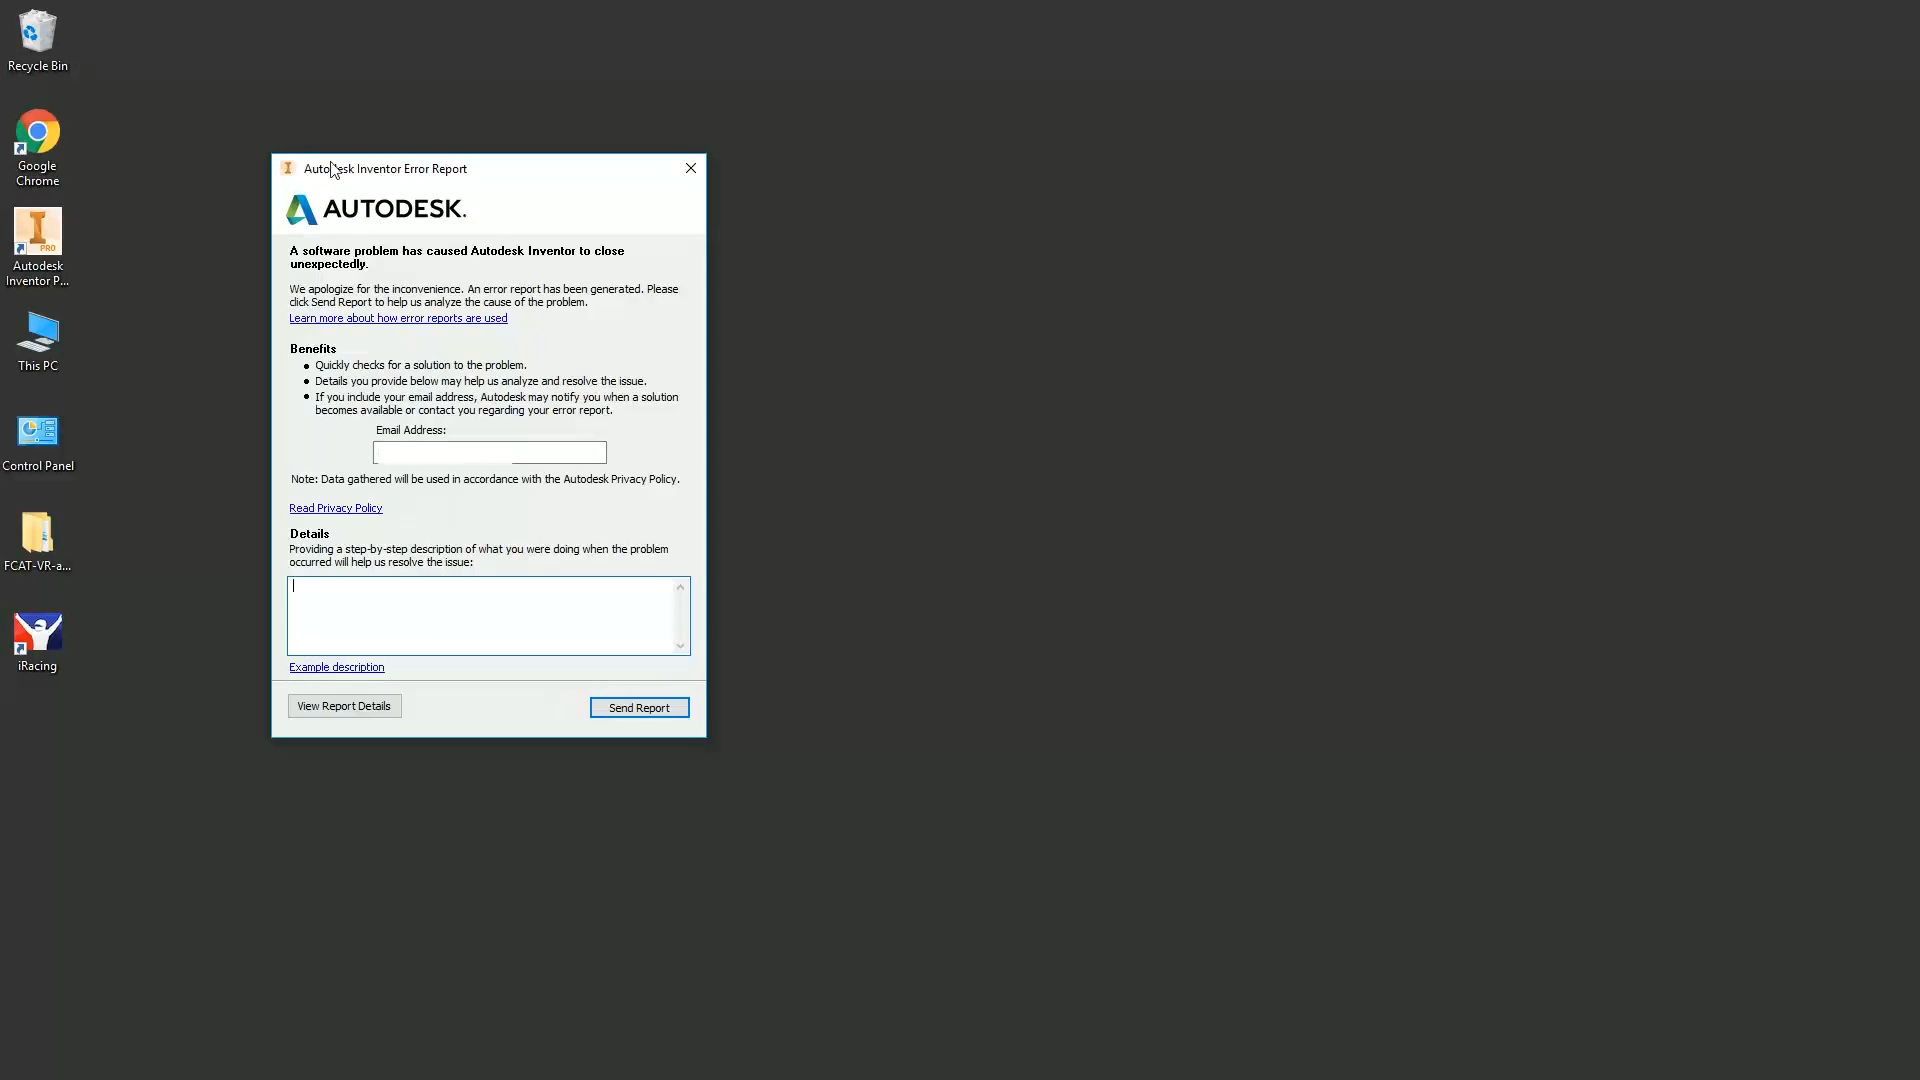 Recycle Bin
Google
Chrome
PRO
Autodesk
Inventor P...
This PC
Control Panel
FCAT-VR-a...
iRacing
Autodesk Inventor Error Report
AUTODESK.
A software problem has caused Autodesk Inventor to close
unexpectedly.
We apologize for the inconvenience. An error report has been generated. Please
click Send Report to help us analyze the cause of the problem.
Learn more about how error reports are used
Benefits
Quickly checks for a solution to the problem.
Details you provide below may help us analyze and resolve the issue.
If you include your email address, Autodesk may notify you when a solution
becomes available or contact you regarding your error report.
Email Address:
Note: Data gathered will be used in accordance with the Autodesk Privacy Policy.
Read Privacy Policy
Details
Providing a step-by-step description of what you were doing when the problem
occurred will help us resolve the issue:
Example description
View Report Details
Send Report